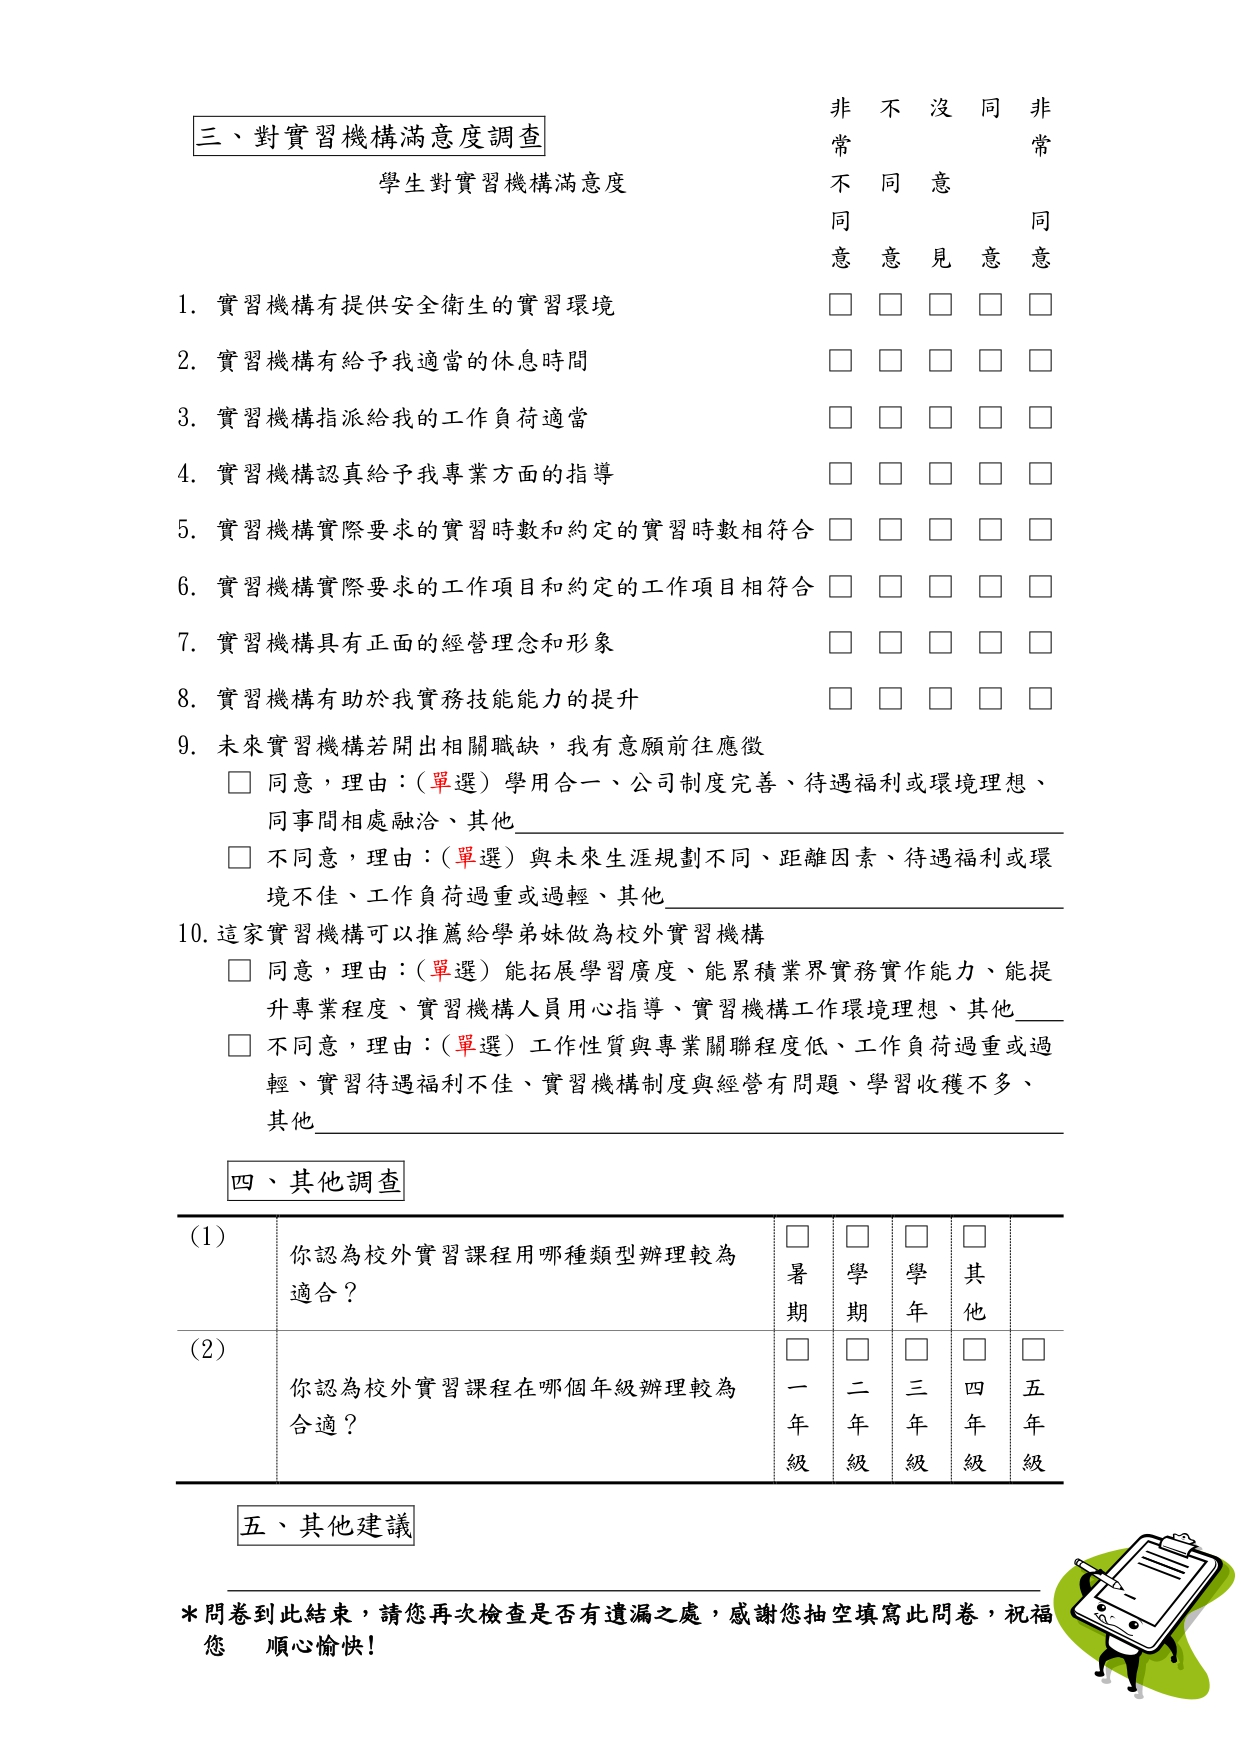 三、對實習機構滿意度調查
學生對實習機構滿意度
非常不同意 不同意 沒意見 同意 非常同意
1. 實習機構有提供安全衛生的實習環境 □ □ □ □ □
2. 實習機構有給予我適當的休息時間 □ □ □ □ □
3. 實習機構指派給我的工作負荷適當 □ □ □ □ □
4. 實習機構認真給予我專業方面的指導 □ □ □ □ □
5. 實習機構實際要求的實習時數和約定的實習時數相符合 □ □ □ □ □
6. 實習機構實際要求的工作項目和約定的工作項目相符合 □ □ □ □ □
7. 實習機構具有正面的經營理念和形象 □ □ □ □ □
8. 實習機構有助於我實務技能能力的提升 □ □ □ □ □
9. 未來實習機構若開出相關職缺，我有意願前往應徵
□ 同意，理由：(單選) 學用合一、公司制度完善、待遇福利或環境理想、
同事間相處融洽、其他
□ 不同意，理由：(單選) 與未來生涯規劃不同、距離因素、待遇福利或環
境不佳、工作負荷過重或過輕、其他
10. 這家實習機構可以推薦給學弟妹做為校外實習機構
□ 同意，理由：(單選) 能拓展學習廣度、能累積業界實務實作能力、能提
升專業程度、實習機構人員用心指導、實習機構工作環境理想、其他
□ 不同意，理由：(單選) 工作性質與專業關聯程度低、工作負荷過重或過
輕、實習待遇福利不佳、實習機構制度與經營有問題、學習收穫不多、
其他
四、其他調查
(1) 你認為校外實習課程用哪種類型辦理較為
適合？
□暑期 □學期 □學年 □其他
(2) 你認為校外實習課程在哪個年級辦理較為
合適？
□一年級 □二年級 □三年級 □四年級 □五年級
五、其他建議
＊問卷到此結束，請您再次檢查是否有遺漏之處，感謝您抽空填寫此問卷，祝福
您 順心愉快！